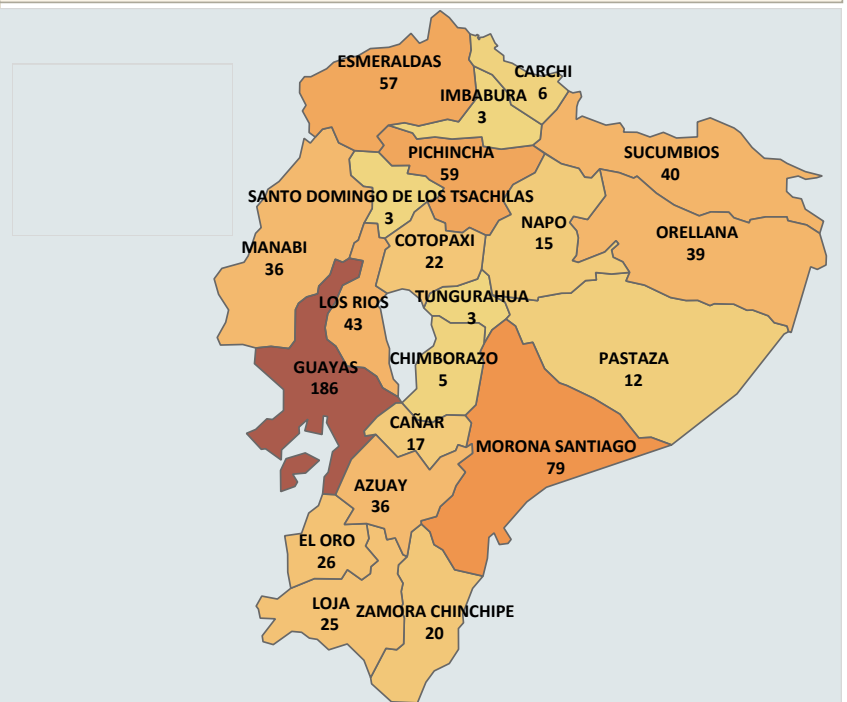 ESMERALDAS
57
CARCHI
6
IMBABURA
3
PICHINCHA
59
SUCUMBIOS
40
SANTO DOMINGO DE LOS TSACHILAS
3
NAPO
15
ORELLANA
39
MANABI
36
COTOPAXI
22
LOS RIOS
43
TUNGURAHUA
3
CHIMBORAZO
5
PASTAZA
12
GUAYAS
186
CAÑAR
17
MORONA SANTIAGO
79
AZUAY
36
EL ORO
26
LOJA
25
ZAMORA CHINCHIPE
20